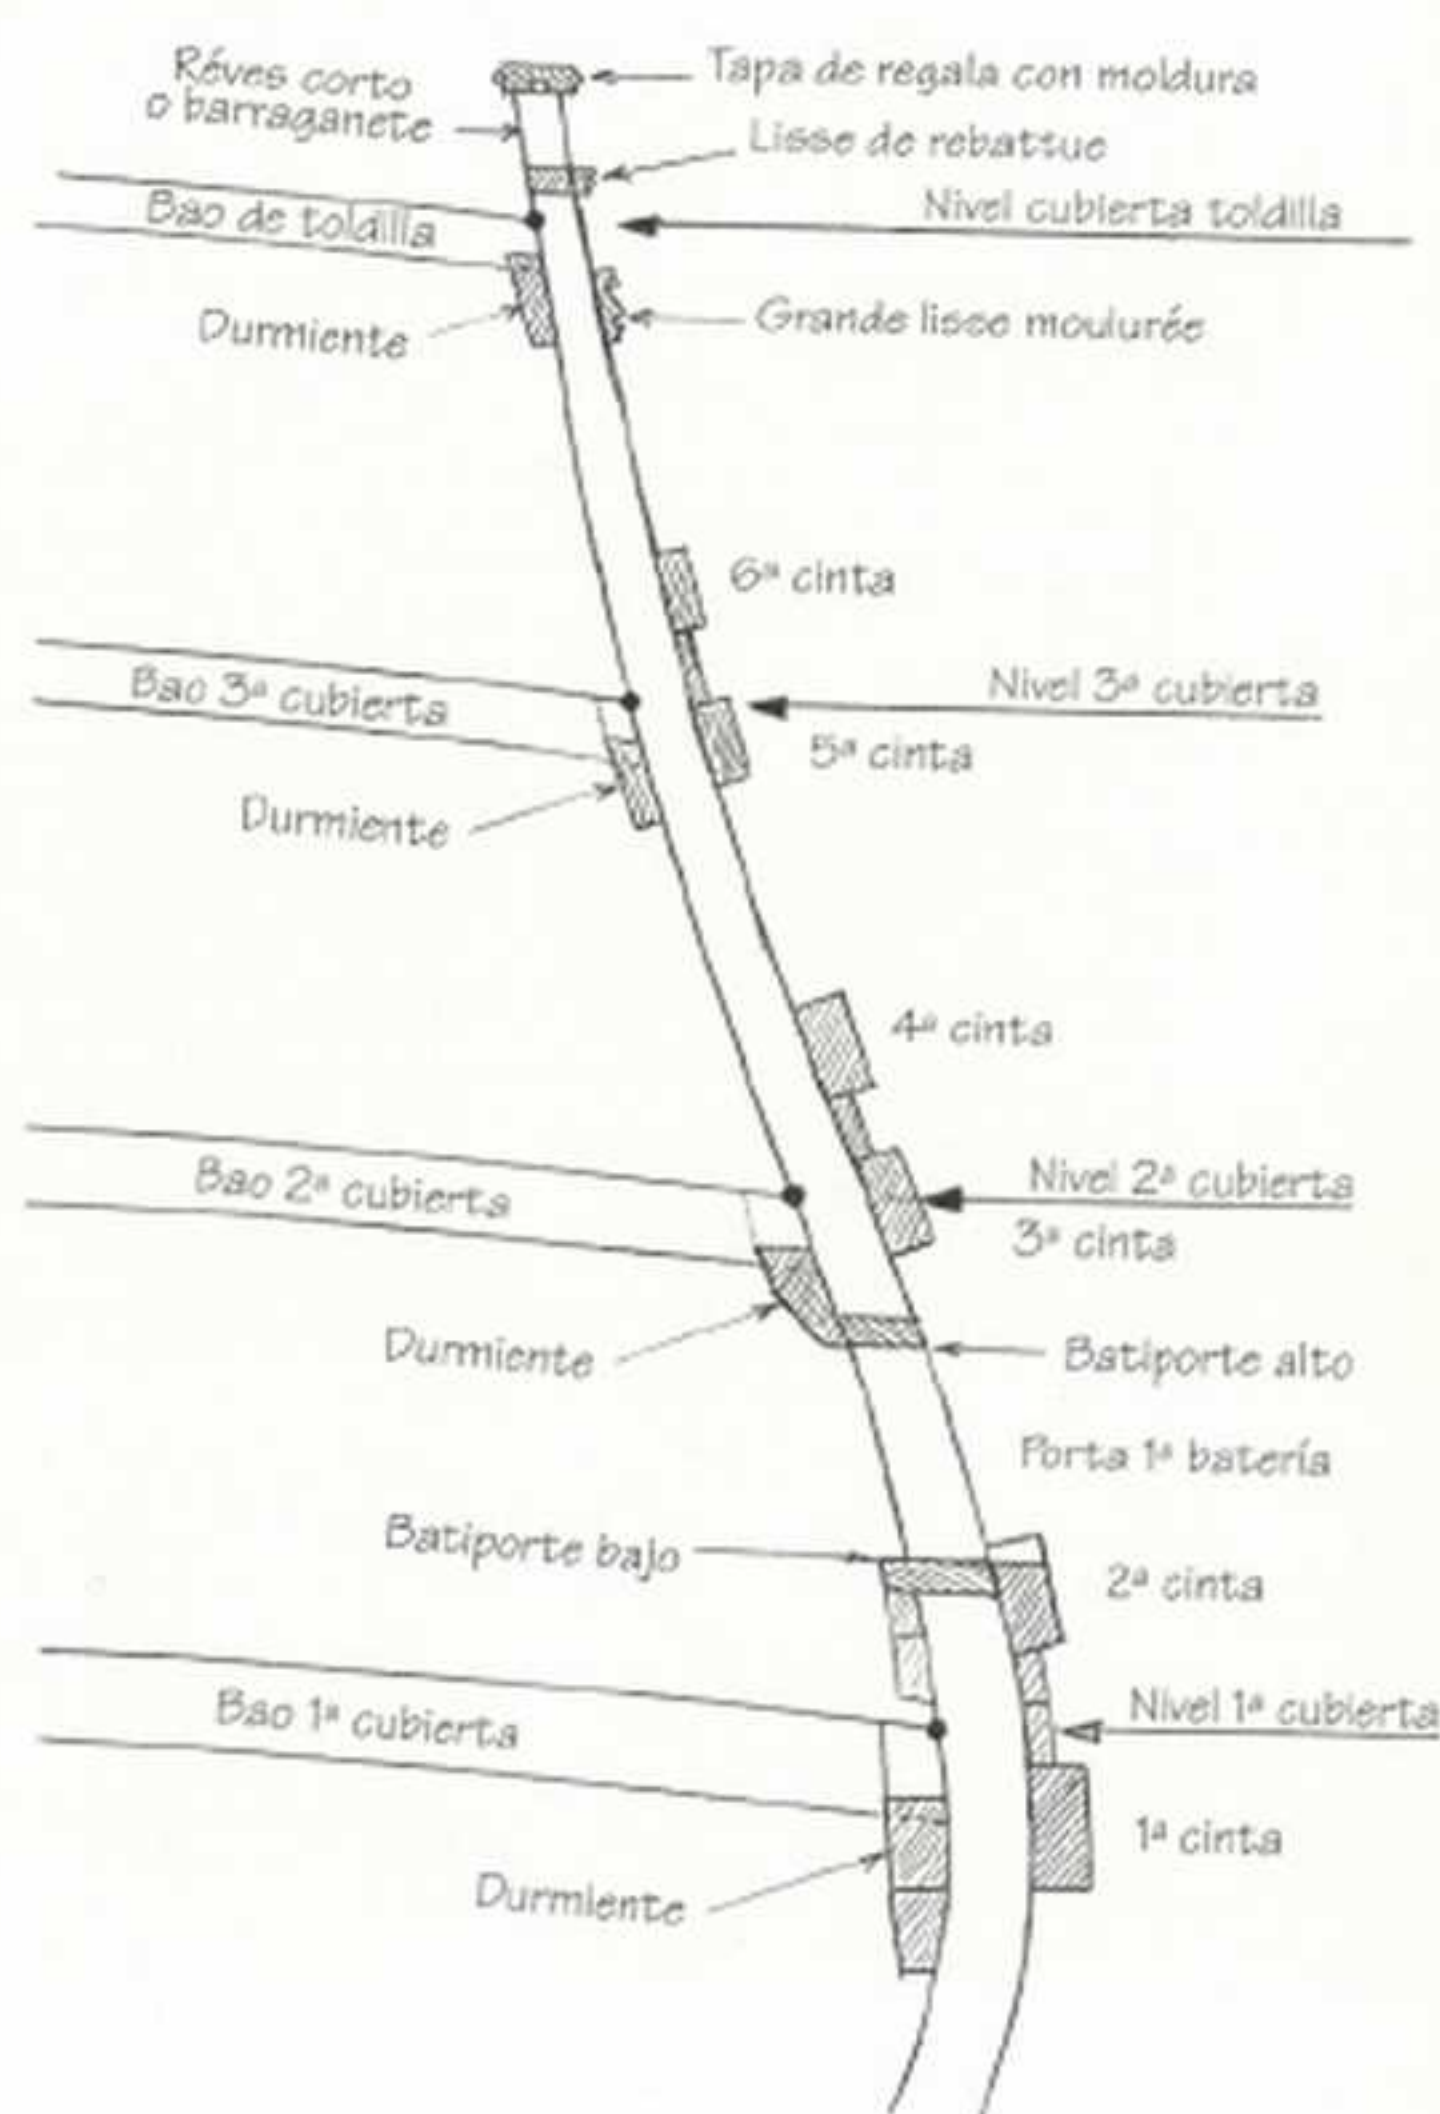 Réves corto
o barraganete
Tapa de regala con moldura
Lisse de rebattue
Bao de toldilla
Nivel cubierta toldilla
Durmiente
Grande lisse moulurée
6ª cinta
Bao 3ª cubierta
Nivel 3ª cubierta
5ª cinta
Durmiente
4ª cinta
Bao 2ª cubierta
Nivel 2ª cubierta
3ª cinta
Durmiente
Batiporte alto
Porta 1ª batería
Batiporte bajo
2ª cinta
Bao 1ª cubierta
Nivel 1ª cubierta
1ª cinta
Durmiente